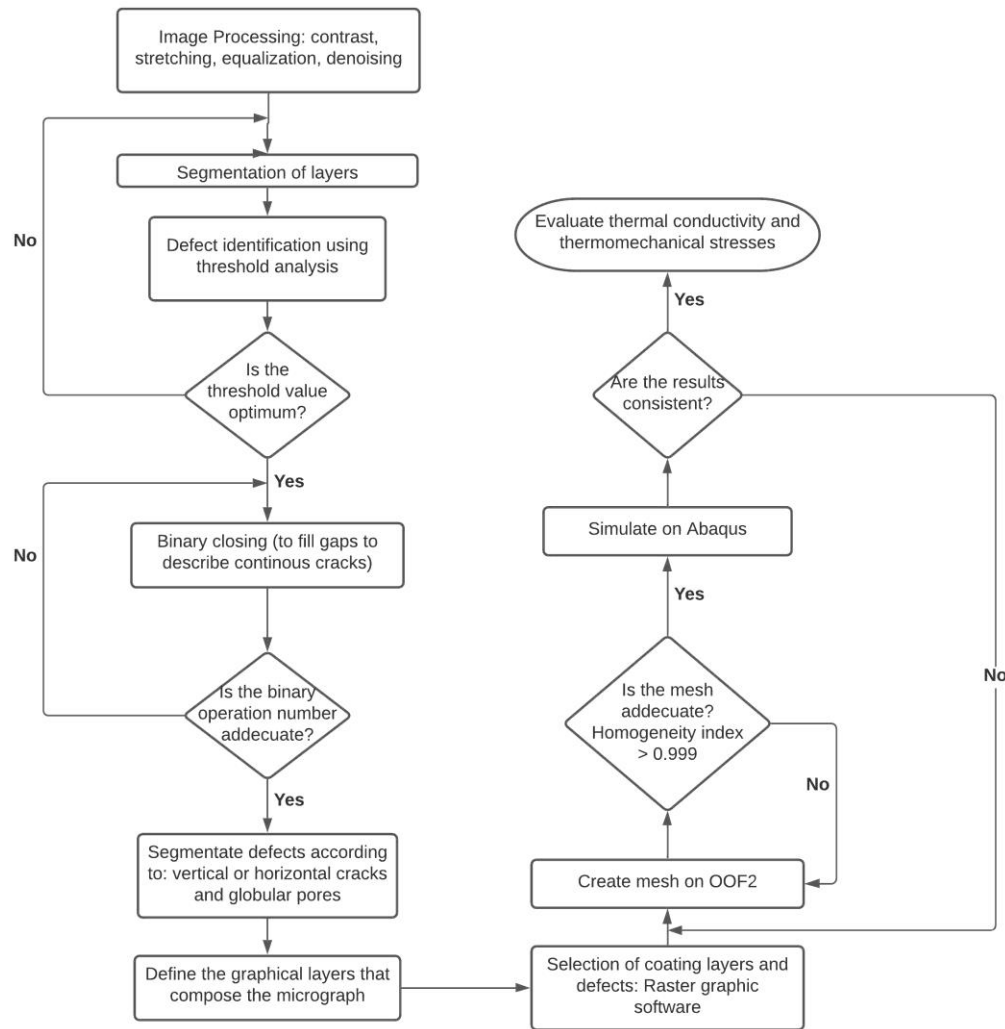 Image Processing: contrast,
stretching, equalization, denoising
Segmentation of layers
No
Defect identification using
threshold analysis
Is the
threshold value
optimum?
Yes
No
Binary closing (to fill gaps to
describe continous cracks)
Is the binary
operation number
addecuate?
Yes
Segmentate defects according
to: vertical or horizontal cracks
and globular pores
Define the graphical layers that
compose the micrograph
Selection of coating layers and
defects: Raster graphic
software
Create mesh on OOF2
No
Is the mesh
addecuate?
Homogeneity index
> 0.999
Yes
Simulate on Abaqus
No
Are the results
consistent?
Yes
Evaluate thermal conductivity and
thermomechanical stresses